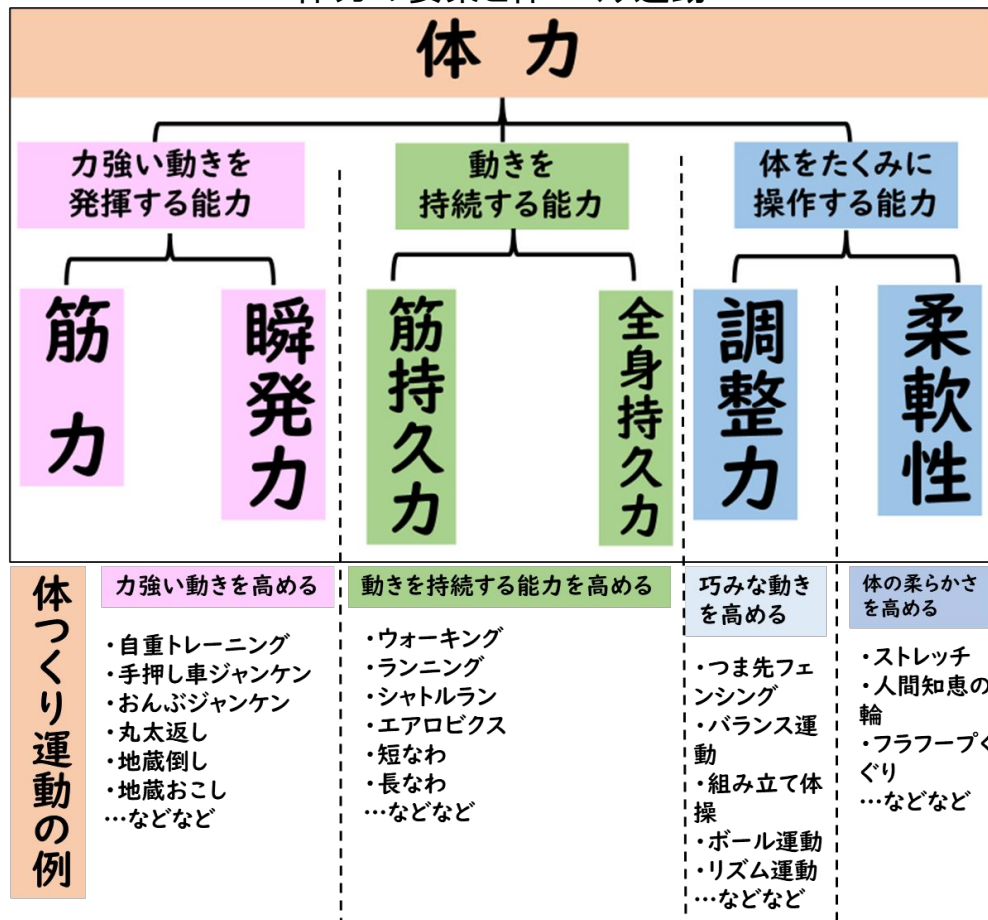 体 力
力強い動きを
発揮する能力
動きを
持続する能力
体をたくみに
操作する能力
筋 力
瞬発力
筋持久力
全身持久力
調整力
柔軟性
体つくり運動の例
力強い動きを高める
・自重トレーニング
・手押し車ジャンケン
・おんぶジャンケン
・丸太返し
・地蔵倒し
・地蔵おこし
…などなど
動きを持続する能力を高める
・ウォーキング
・ランニング
・シャトルラン
・エアロビクス
・短なわ
・長なわ
…などなど
巧みな動き
を高める
・つま先フェ
ンシング
・バランス運
動
・組み立て体
操
・ボール運動
・リズム運動
…などなど
体の柔らかさ
を高める
・ストレッチ
・人間知恵の
輪
・フラフープく
ぐり
…などなど